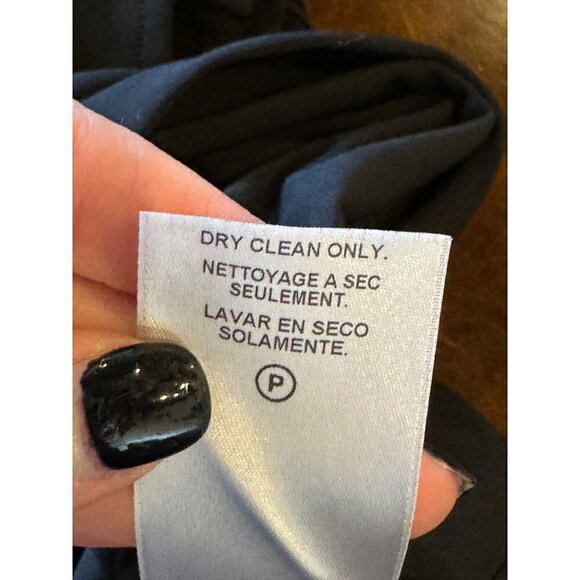 DRY CLEAN ONLY.
NETTOYAGE A SEC
SEULEMENT.
LAVAR EN SECO
SOLAMENTE.
P